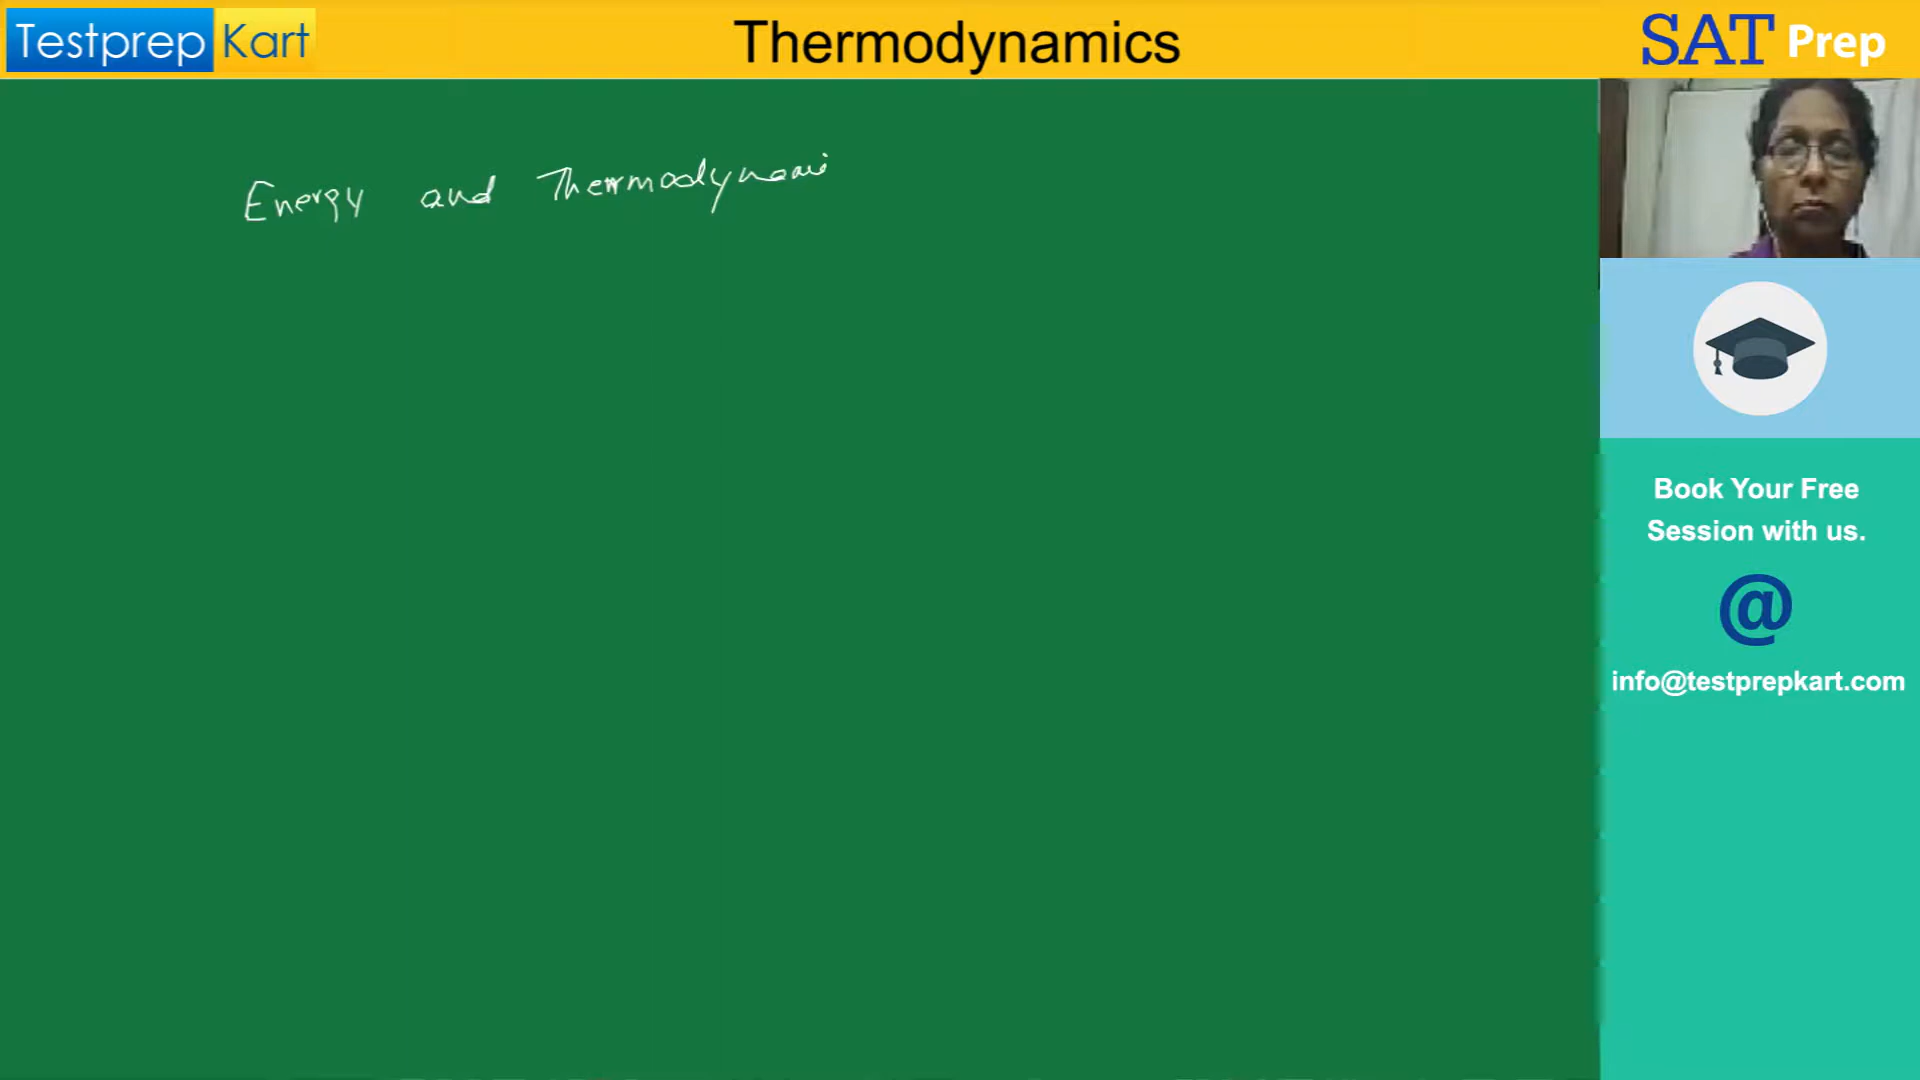 Testprep Kart
Thermodynamics
SAT Prep
Energy and Thermodynami
Book Your Free
Session with us.
@
info@testprepkart.com